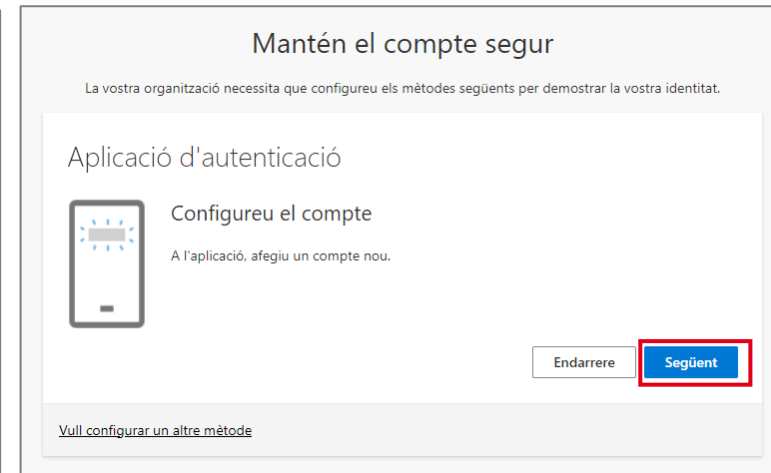 Mantén el compte segur
La vostra organització necessita que configureu els mètodes següents per demostrar la vostra identitat.
Aplicació d'autenticació
Configureu el compte
A l'aplicació, afegiu un compte nou.
Endarrere
Següent
Vull configurar un altre mètode